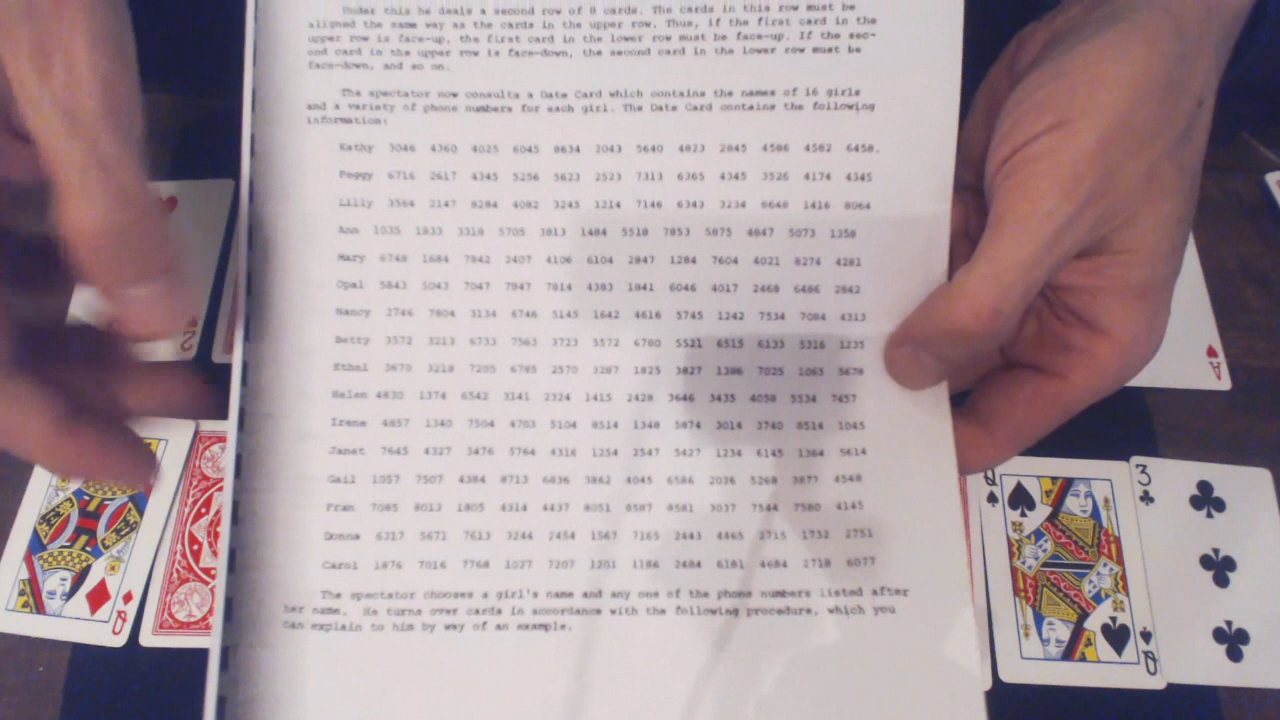 Under this he deals a second row of 8 cards. The cards in this row must be
aligned the same way as the cards in the upper row. Thus, if the first card in the
upper row is face-up, the first card in the lower row must be face-up. If the sec-
ond card in the upper row is face-down, the second card in the lower row must be
face-down, and so on.
The spectator now consults a Date Card which contains the names of 16 girls
and a variety of phone numbers for each girl. The Date Card contains the following
information:
Kathy 3046 4360 4025 6045 8634 2043 5640 4823 2845 4586 4582 6458.
Peggy 6716 2617 4345 5256 5623 2523 7313 6365 4345 3526 4174 4345
Lilly 3564 2147 8284 4082 3245 1214 7146 6343 3234 8648 1416 8064
Ann 1035 1833 3318 5705 3813 1484 5518 7853 5875 4847 5073 1358
Mary 6748 1684 7842 2407 4106 6104 2847 1284 7604 4021 8274 4281
Opal 5843 5043 7047 7847 7814 4383 1841 6046 4017 2468 6486 2842
Nancy 2746 7804 3134 6746 5145 1642 4616 5745 1242 7534 7084 4313
Betty 3572 3213 6733 7563 3723 5572 6780 5521 6515 6133 5316 1235
Ethel 3870 3218 7205 6785 2570 3287 1825 3827 1386 7025 1065 5678
Helen 4830 1374 6542 3141 2324 1415 2428 3646 3435 4058 5534 7457
Irene 4857 1340 7504 4703 5104 8514 1348 5874 3014 3740 8514 1045
Janet 7645 4327 3476 5764 4316 1254 2547 5427 1234 6145 1364 5614
Gail 1057 7507 4384 8713 6836 3862 4045 6586 2036 5268 3877 4548
Fran 7085 8013 1805 4314 4437 8051 8587 8581 3037 7544 7580 4145
Donna 6317 5671 7613 3244 2454 1567 7165 2443 4465 2715 1732 2751
Carol 1876 7016 7768 1027 7207 1201 1186 2484 6181 4684 2718 6077
The spectator chooses a girl's name and any one of the phone numbers listed after
her name. He turns over cards in accordance with the following procedure, which you
can explain to him by way of an example.
2
A
Q
Q
Q
3